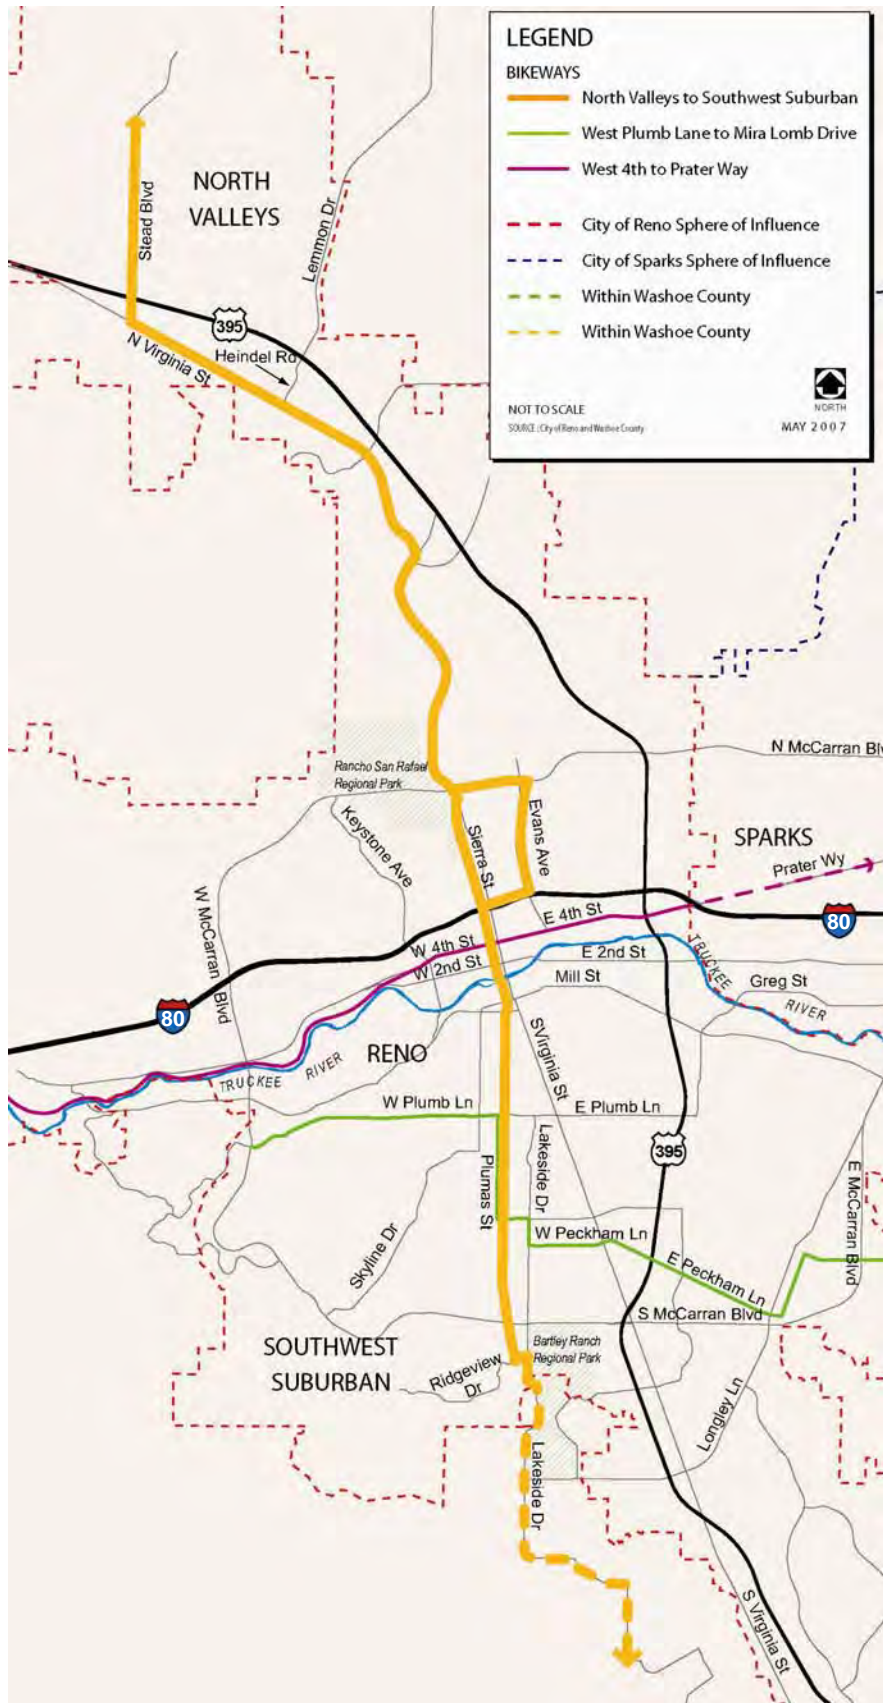 LEGEND
BIKEWAYS
North Valleys to Southwest Suburban
West Plumb Lane to Mira Lomb Drive
West 4th to Prater Way
City of Reno Sphere of Influence
City of Sparks Sphere of Influence
Within Washoe County
Within Washoe County
NOT TO SCALE
SOURCE : City of Reno and Washoe County
NORTH
MAY 2007
NORTH
VALLEYS
Stead Blvd
Lemmon Dr
395
N Virginia St
Heindel Rd
N McCarran Blv
Rancho San Rafael
Regional Park
Keystone Ave
Sierra St
Evans Ave
SPARKS
Prater Wy
W McCarran Blvd
E 4th St
80
W 4th St
W 2nd St
E 2nd St
Mill St
TRUCKEE
RIVER
Greg St
80
RENO
S Virginia St
TRUCKEE
RIVER
W Plumb Ln
E Plumb Ln
Lakeside Dr
395
Plumas St
E McCarran Blvd
Skyline Dr
W Peckham Ln
E Peckham Ln
S McCarran Blvd
SOUTHWEST
SUBURBAN
Bartley Ranch
Regional Park
Ridgeview
Dr
Longley Ln
Lakeside Dr
S Virginia St